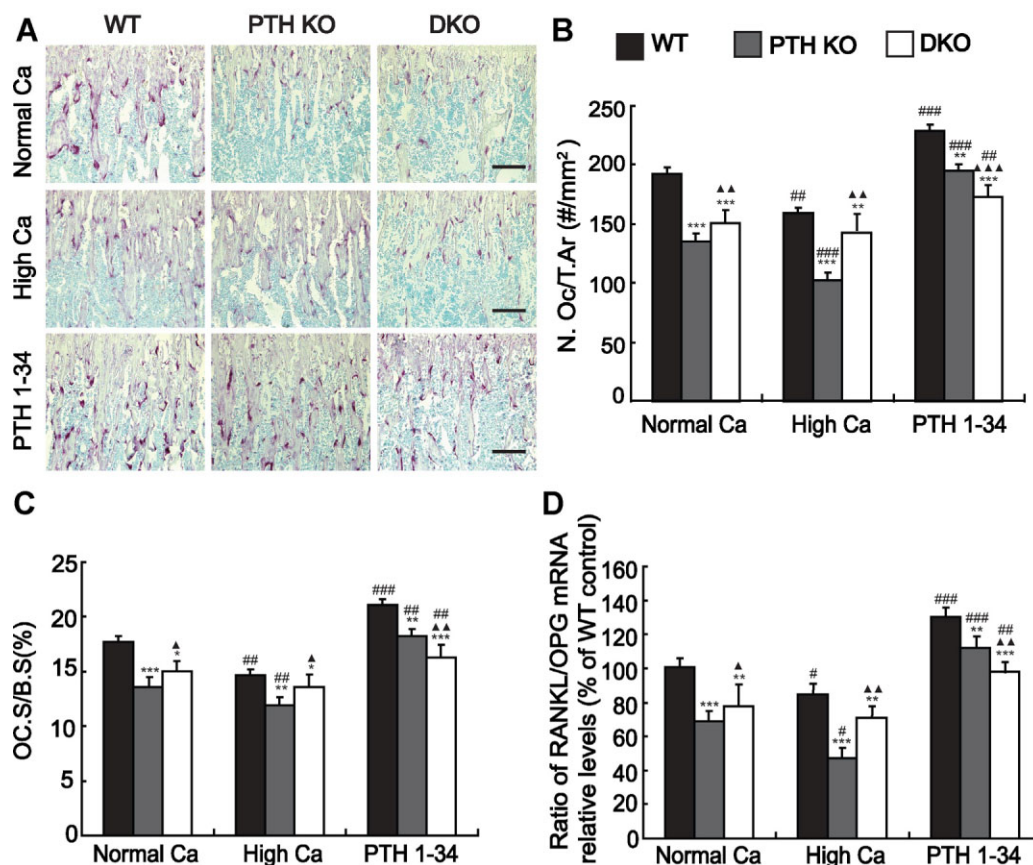 A
WT
PTH KO
DKO
Normal Ca
High Ca
PTH 1-34
B
WT
PTH KO
DKO
N. Oc/T.Ar (#/mm²)
250
200
150
100
50
0
***
▲▲
***
##
###
***
▲▲
**
###
###
**
##
▲▲▲
***
Normal Ca
High Ca
PTH 1-34
C
OC.S/B.S(%)
25
20
15
10
5
0
***
▲
*
##
##
**
▲
*
###
##
**
##
▲▲
***
Normal Ca
High Ca
PTH 1-34
D
Ratio of RANKL/OPG mRNA
relative levels (% of WT control)
160
140
120
100
80
60
40
20
0
***
▲
**
#
#
***
▲▲
**
###
###
**
##
▲▲
***
Normal Ca
High Ca
PTH 1-34